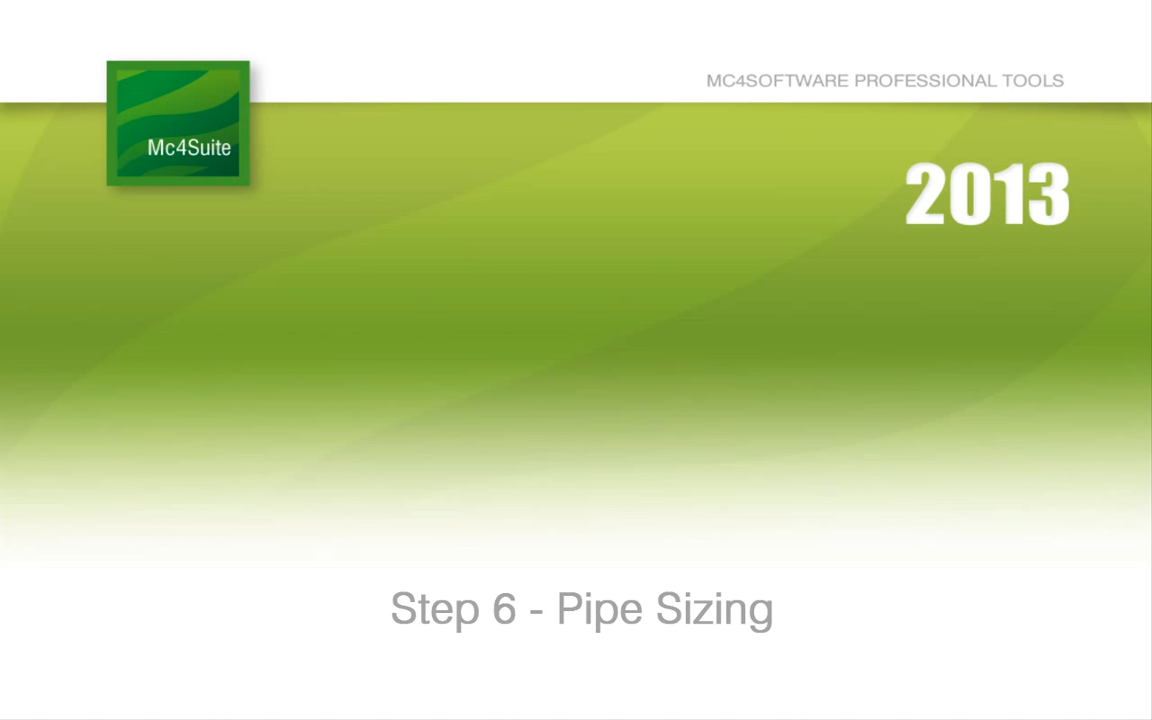 MC4SOFTWARE PROFESSIONAL TOOLS
Mc4Suite
2013
Step 6 - Pipe Sizing